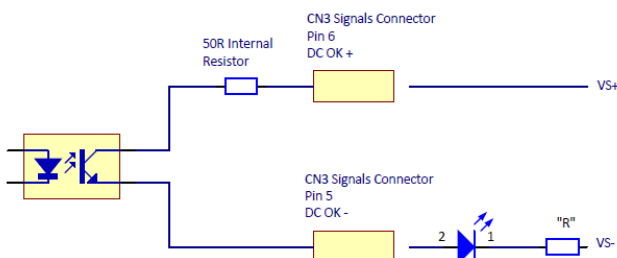 CN3 Signals Connector
Pin 6
DC OK +
50R Internal
Resistor
VS+
CN3 Signals Connector
Pin 5
DC OK -
2
1
"R"
VS-